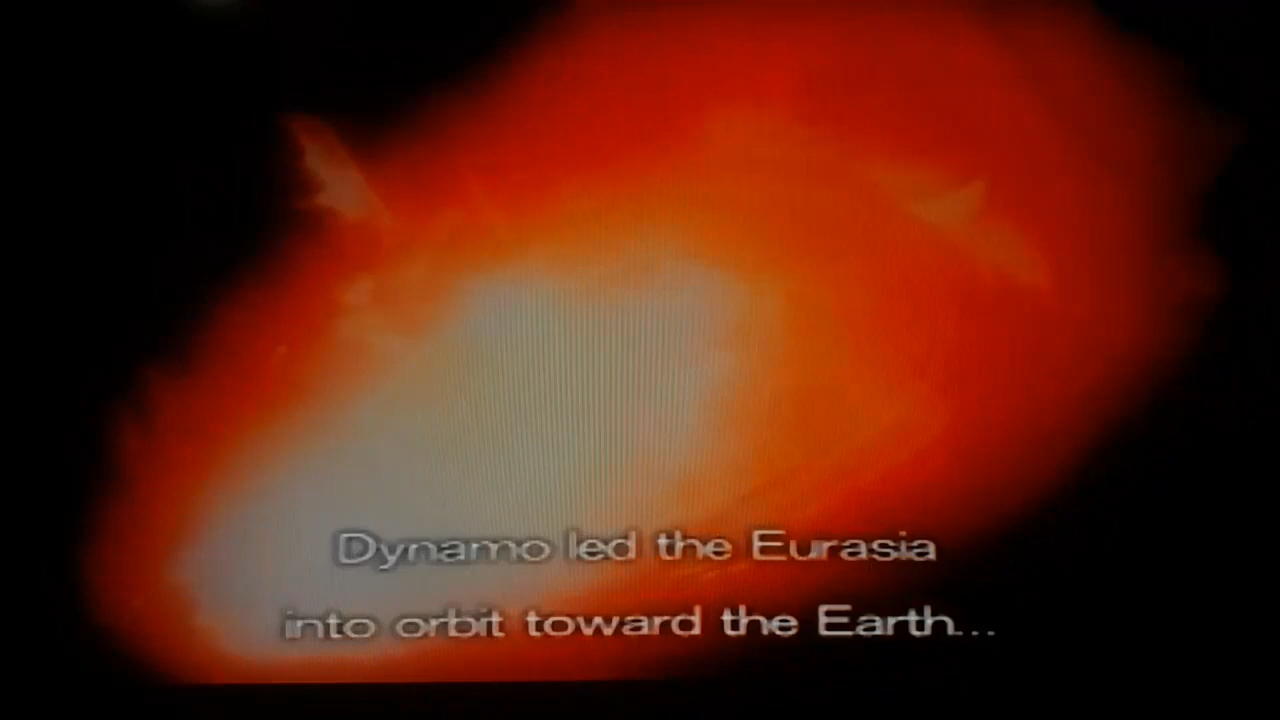 Dynamo led the Eurasia
into orbit toward the Earth...